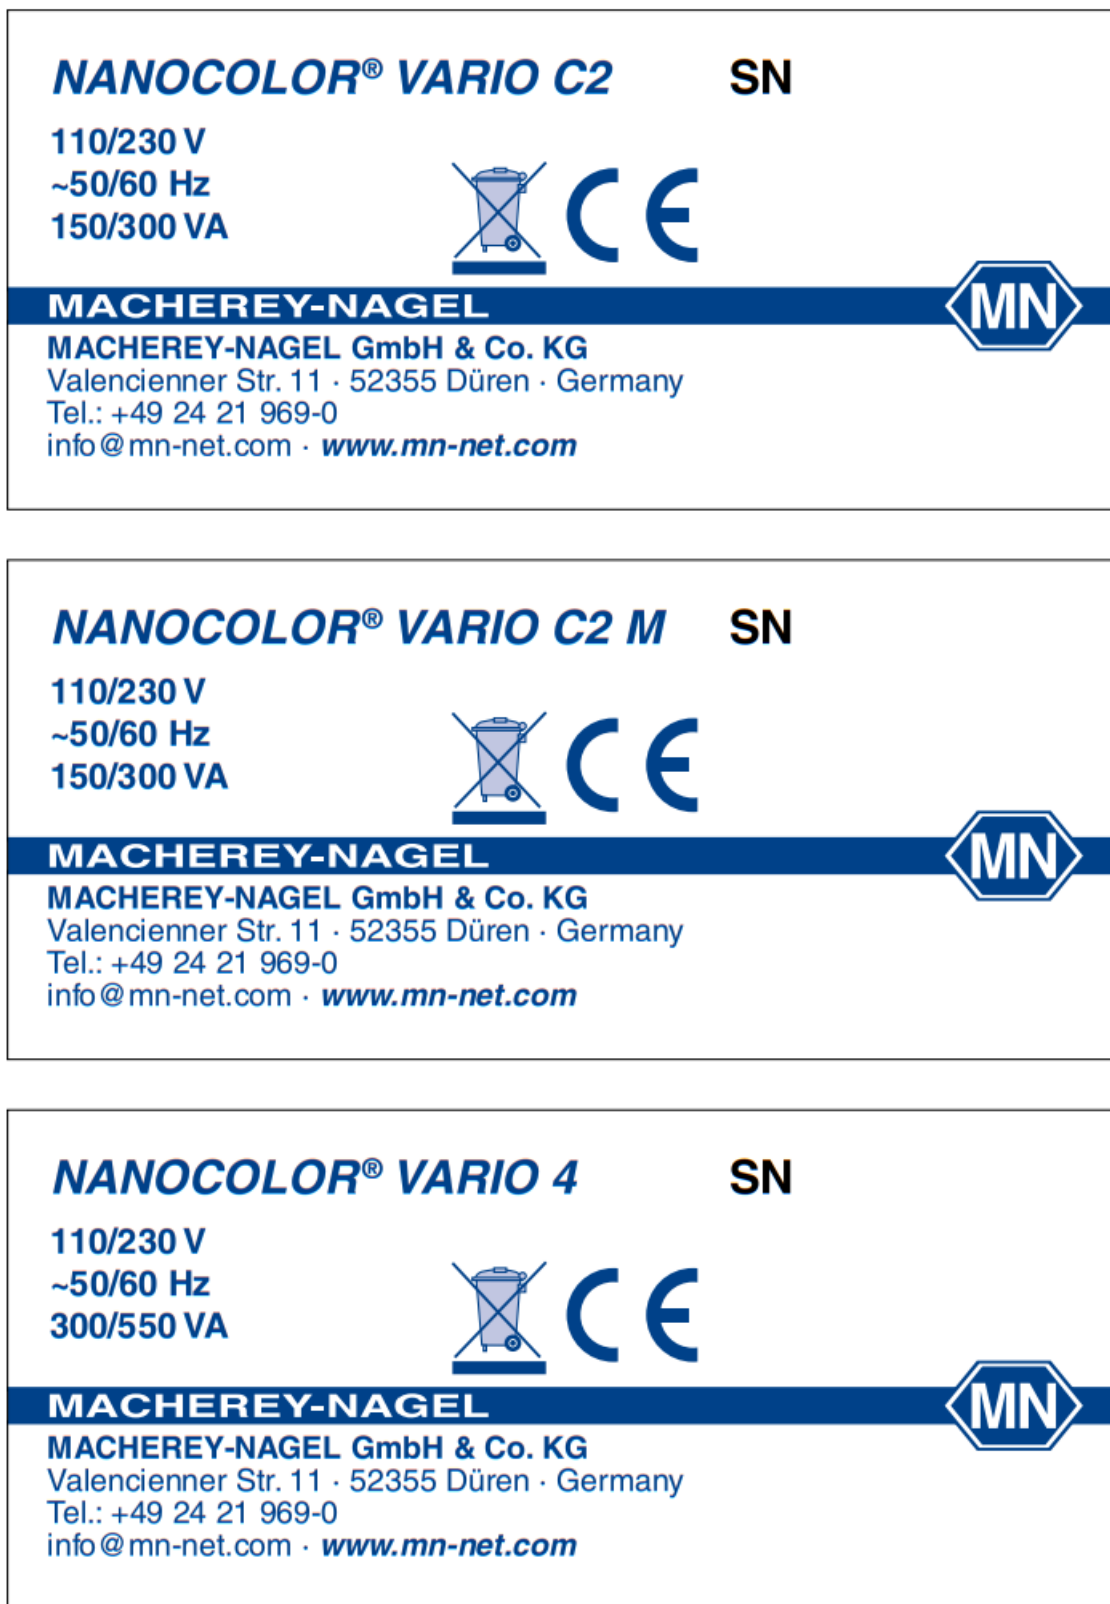 NANOCOLOR® VARIO C2 SN
110/230 V
~50/60 Hz
150/300 VA
CE
MACHEREY-NAGEL
MN
MACHEREY-NAGEL GmbH & Co. KG
Valencienner Str. 11 · 52355 Düren · Germany
Tel.: +49 24 21 969-0
info@mn-net.com · www.mn-net.com
NANOCOLOR® VARIO C2 M SN
110/230 V
~50/60 Hz
150/300 VA
CE
MACHEREY-NAGEL
MN
MACHEREY-NAGEL GmbH & Co. KG
Valencienner Str. 11 · 52355 Düren · Germany
Tel.: +49 24 21 969-0
info@mn-net.com · www.mn-net.com
NANOCOLOR® VARIO 4 SN
110/230 V
~50/60 Hz
300/550 VA
CE
MACHEREY-NAGEL
MN
MACHEREY-NAGEL GmbH & Co. KG
Valencienner Str. 11 · 52355 Düren · Germany
Tel.: +49 24 21 969-0
info@mn-net.com · www.mn-net.com